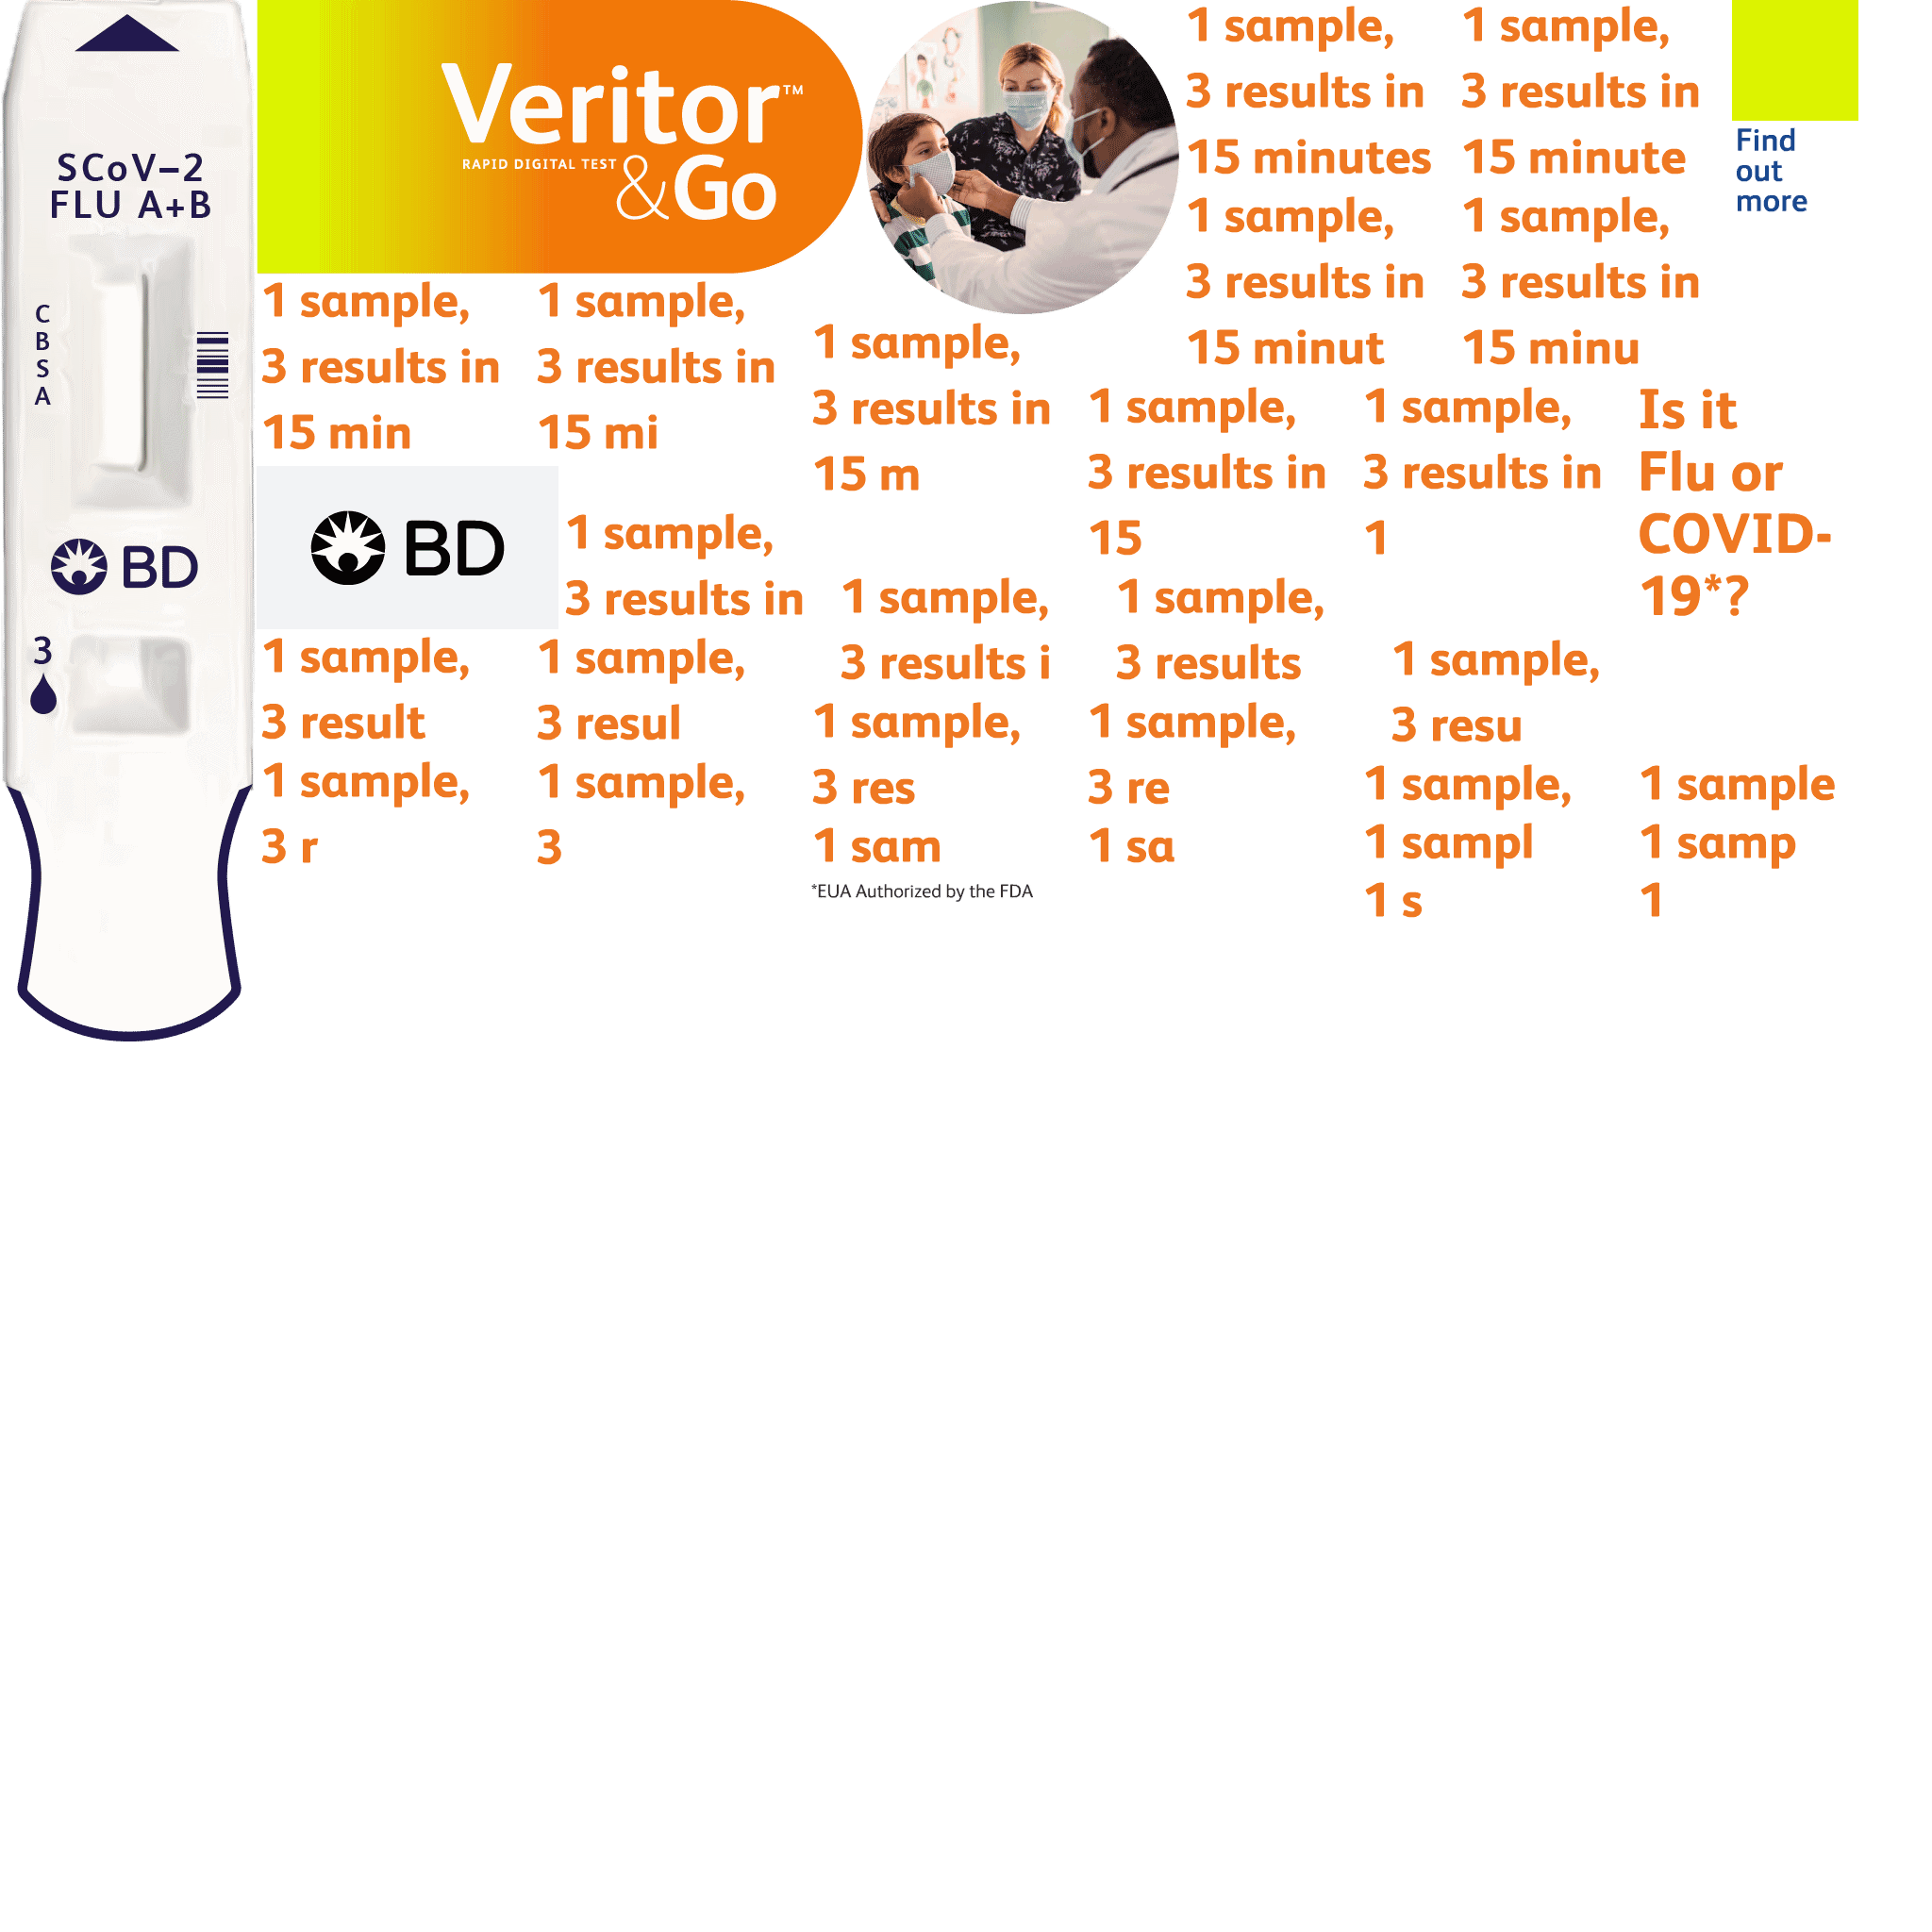 SCoV–2
FLU A+B
C
B
S
A
BD
3
Veritor™
RAPID DIGITAL TEST
&Go
1 sample,
3 results in
15 minutes
1 sample,
3 results in
15 minute
Find
out
more
1 sample,
3 results in
15 minut
1 sample,
3 results in
15 minu
1 sample,
3 results in
15 min
1 sample,
3 results in
15 mi
1 sample,
3 results in
15 m
1 sample,
3 results in
15
1 sample,
3 results in
1
Is it
Flu or
COVID-
19*?
BD
1 sample,
3 results in
1 sample,
3 results i
1 sample,
3 results
1 sample,
3 result
1 sample,
3 resul
1 sample,
3 resu
1 sample,
3 res
1 sample,
3 re
1 sample,
3 r
1 sample,
3
1 sample,
1 sample
1 sampl
1 samp
1 sam
1 sa
1 s
1
*EUA Authorized by the FDA